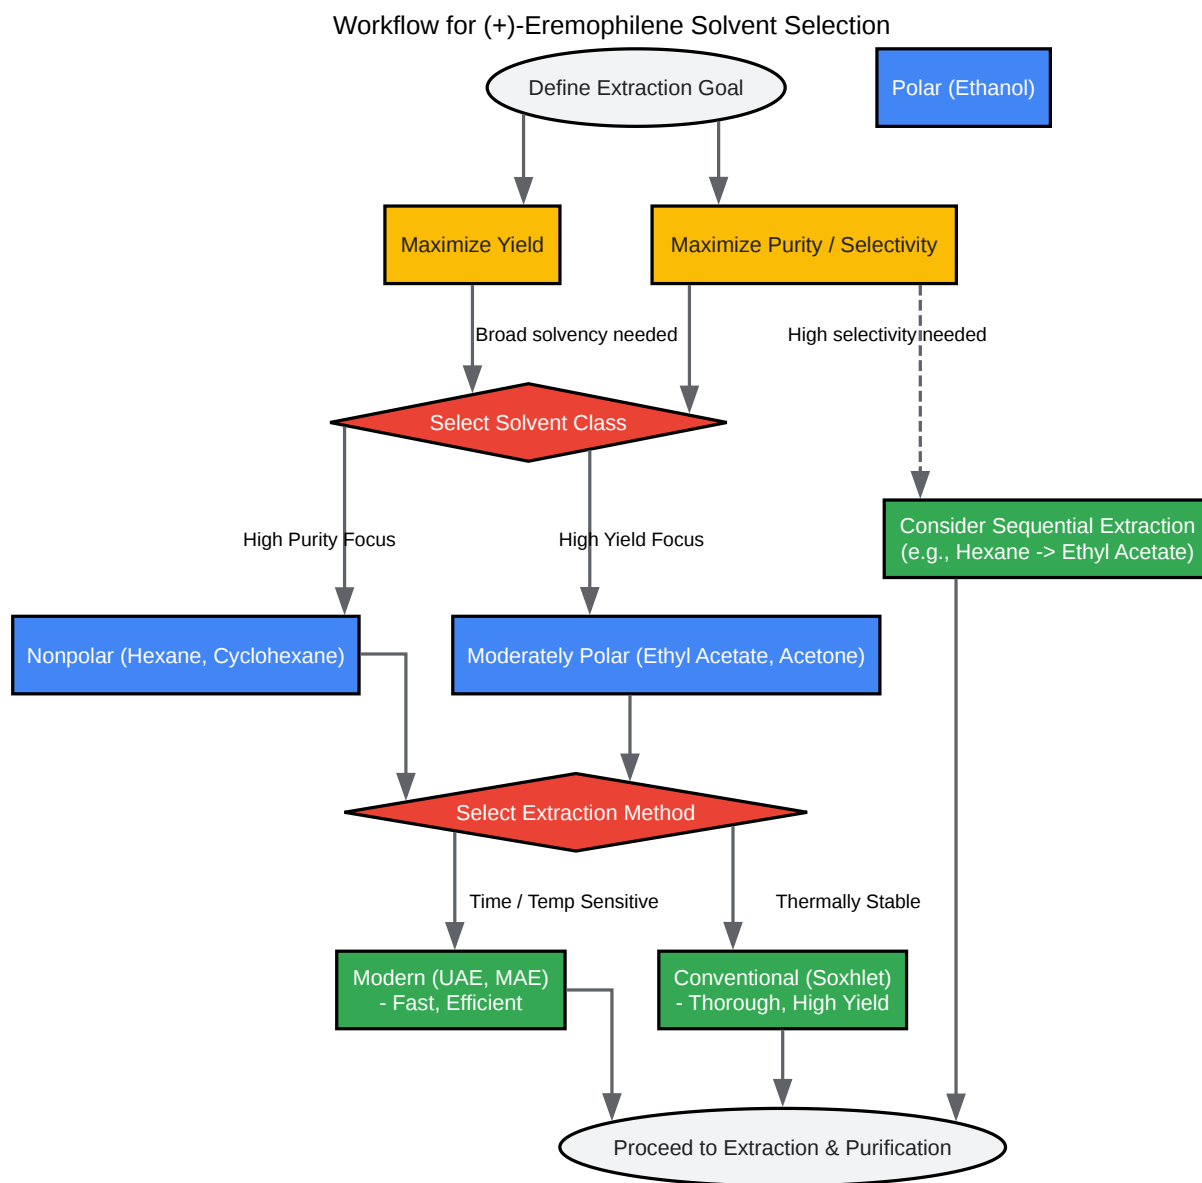 Workflow for (+)-Eremophilene Solvent Selection
Define Extraction Goal
Polar (Ethanol)
Maximize Yield
Maximize Purity / Selectivity
Broad solvency needed
High selectivity needed
Select Solvent Class
High Purity Focus
High Yield Focus
Consider Sequential Extraction
(e.g., Hexane -> Ethyl Acetate)
Nonpolar (Hexane, Cyclohexane)
Moderately Polar (Ethyl Acetate, Acetone)
Select Extraction Method
Time / Temp Sensitive
Thermally Stable
Modern (UAE, MAE)
- Fast, Efficient
Conventional (Soxhlet)
- Thorough, High Yield
Proceed to Extraction & Purification